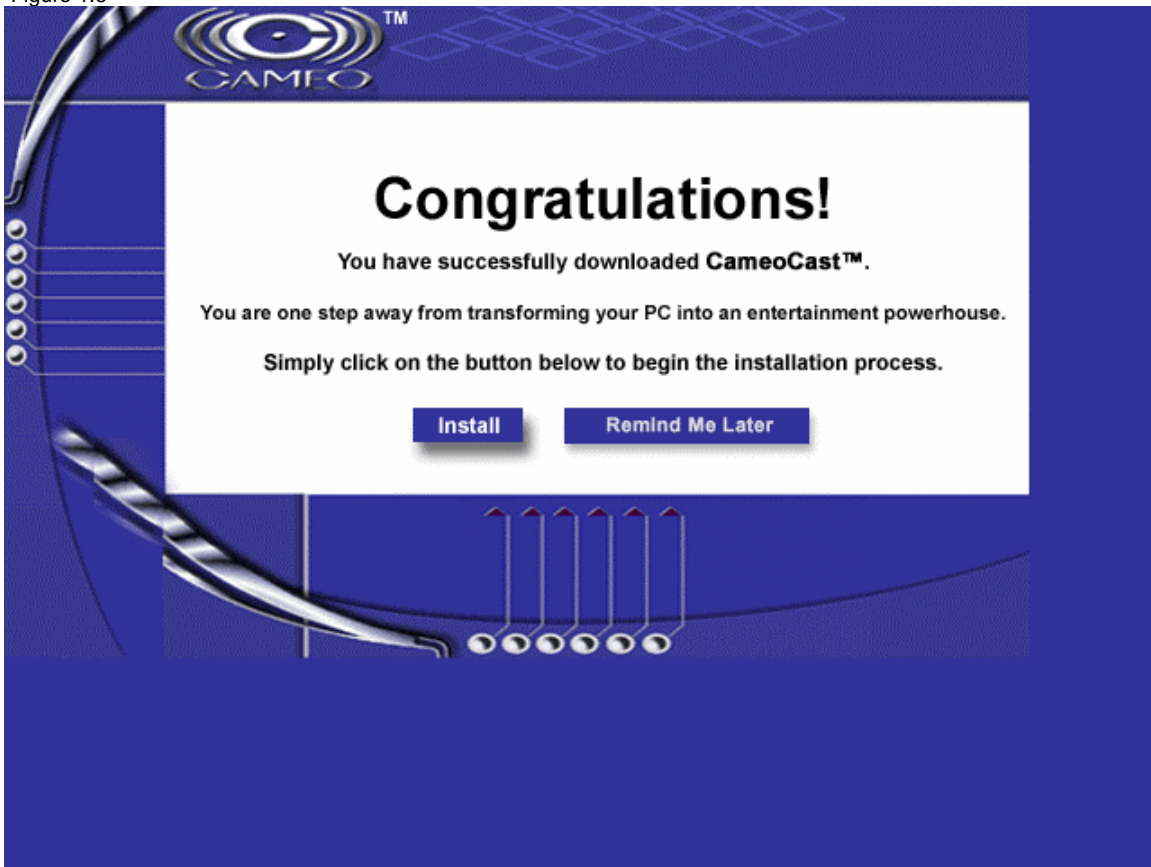 TM
CAMEO
Congratulations!
You have successfully downloaded CameoCast™.
You are one step away from transforming your PC into an entertainment powerhouse.
Simply click on the button below to begin the installation process.
Install
Remind Me Later